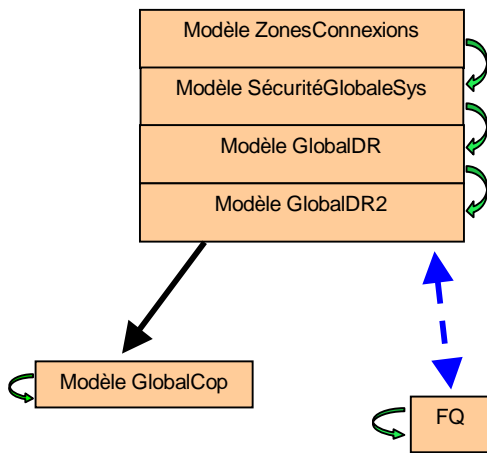 Modèle ZonesConnexions
Modèle SécuritéGlobaleSys
Modèle GlobalDR
Modèle GlobalDR2
Modèle GlobalCop
FQ